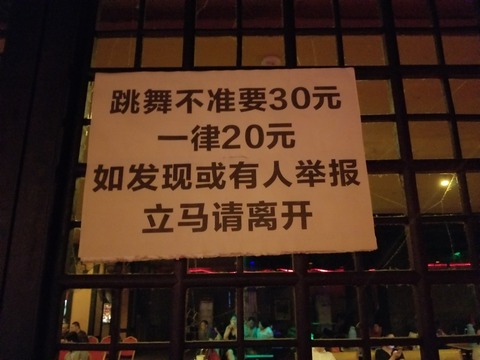 跳舞不准要30元
一律20元
如发现或有人举报
立马请离开